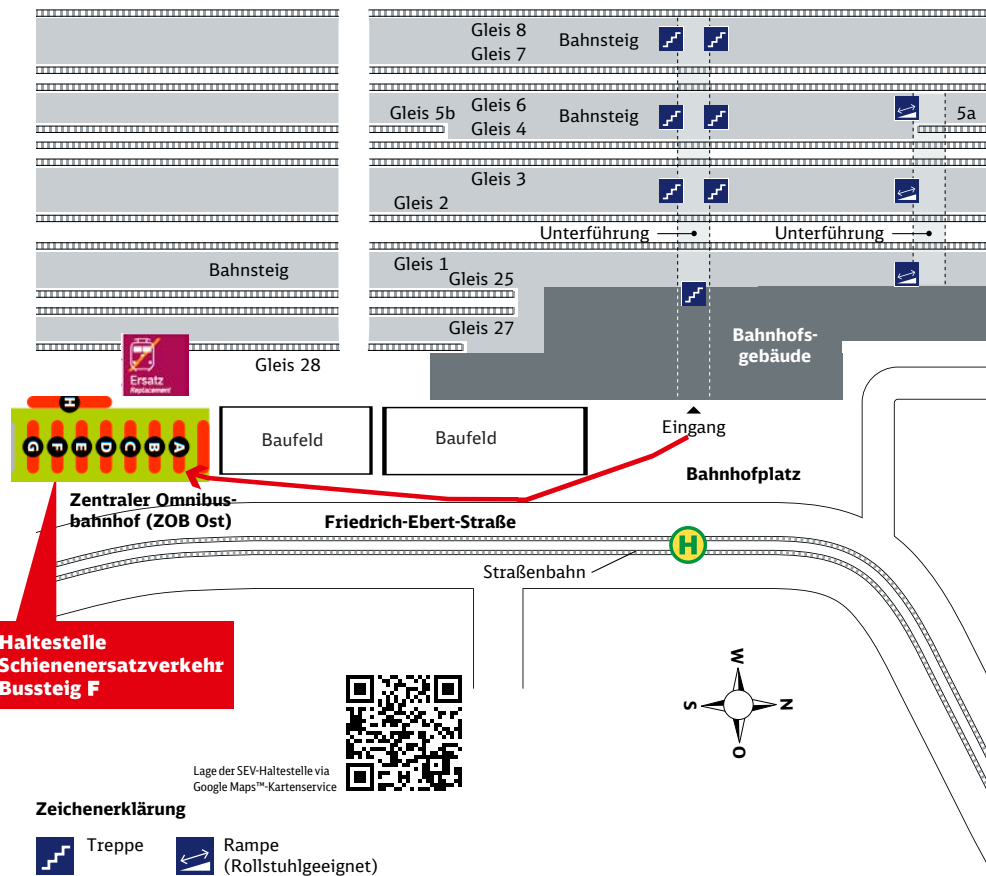 Gleis 8
Bahnsteig
Gleis 7
Gleis 5b
Gleis 6
Bahnsteig
5a
Gleis 4
Gleis 3
Gleis 2
Unterführung
Unterführung
Gleis 1
Bahnsteig
Gleis 25
Gleis 27
Bahnhofs-
gebäude
Gleis 28
Ersatz
Replacement
H
G F E D C B A
Baufeld
Baufeld
Eingang
Bahnhofplatz
Zentraler Omnibus-
bahnhof (ZOB Ost)
Friedrich-Ebert-Straße
H
Straßenbahn
Haltestelle
Schienenersatzverkehr
Bussteig F
W
S
N
O
Lage der SEV-Haltestelle via
Google Maps™-Kartenservice
Zeichenerklärung
Treppe
Rampe
(Rollstuhlgeeignet)